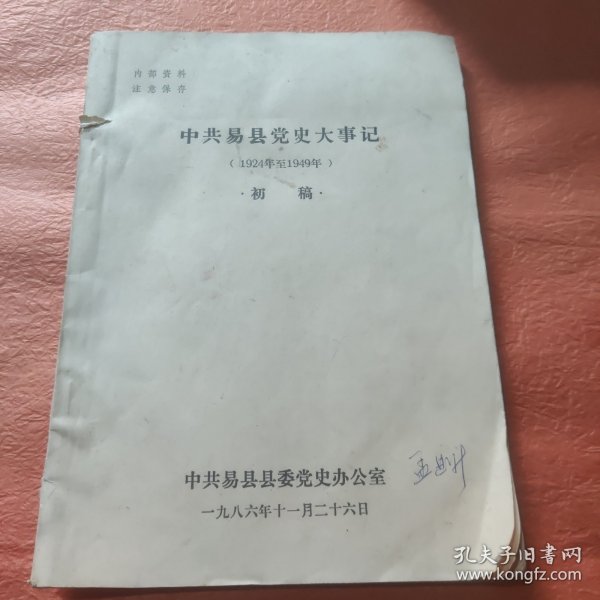 内部资料
注意保存
中共易县党史大事记
（1924年至1949年）
·初 稿·
中共易县县委党史办公室
一九八六年十一月二十六日
孔夫子旧书网
www.kongfz.com